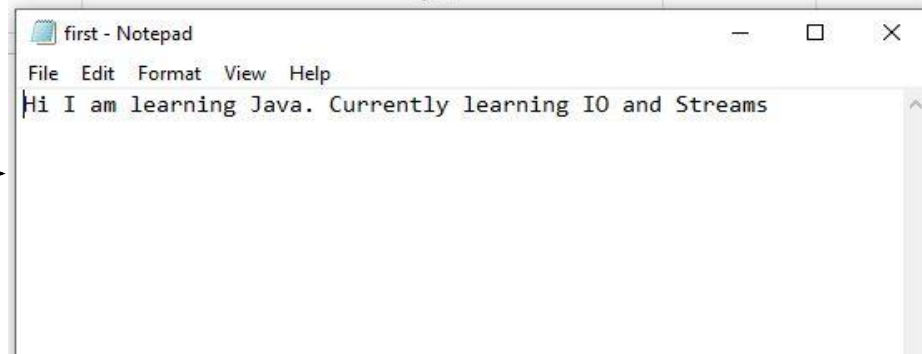 first - Notepad
File Edit Format View Help
Hi I am learning Java. Currently learning IO and Streams